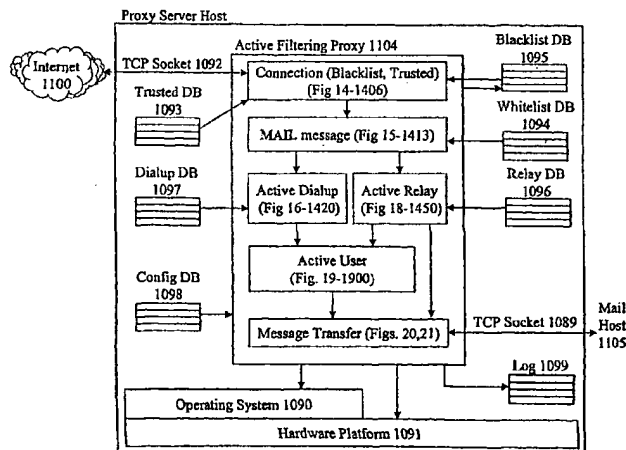 Proxy Server Host
Active Filtering Proxy 1104
Blacklist DB
1095
Internet
1100
TCP Socket 1092
Connection (Blacklist, Trusted)
(Fig 14-1406)
Trusted DB
1093
Whitelist DB
1094
MAIL message (Fig 15-1413)
Dialup DB
1097
Active Dialup
(Fig 16-1420)
Active Relay
(Fig 18-1450)
Relay DB
1096
Active User
(Fig. 19-1900)
Config DB
1098
Message Transfer (Figs. 20,21)
TCP Socket 1089
Mail
Host
1105
Log 1099
Operating System 1090
Hardware Platform 1091